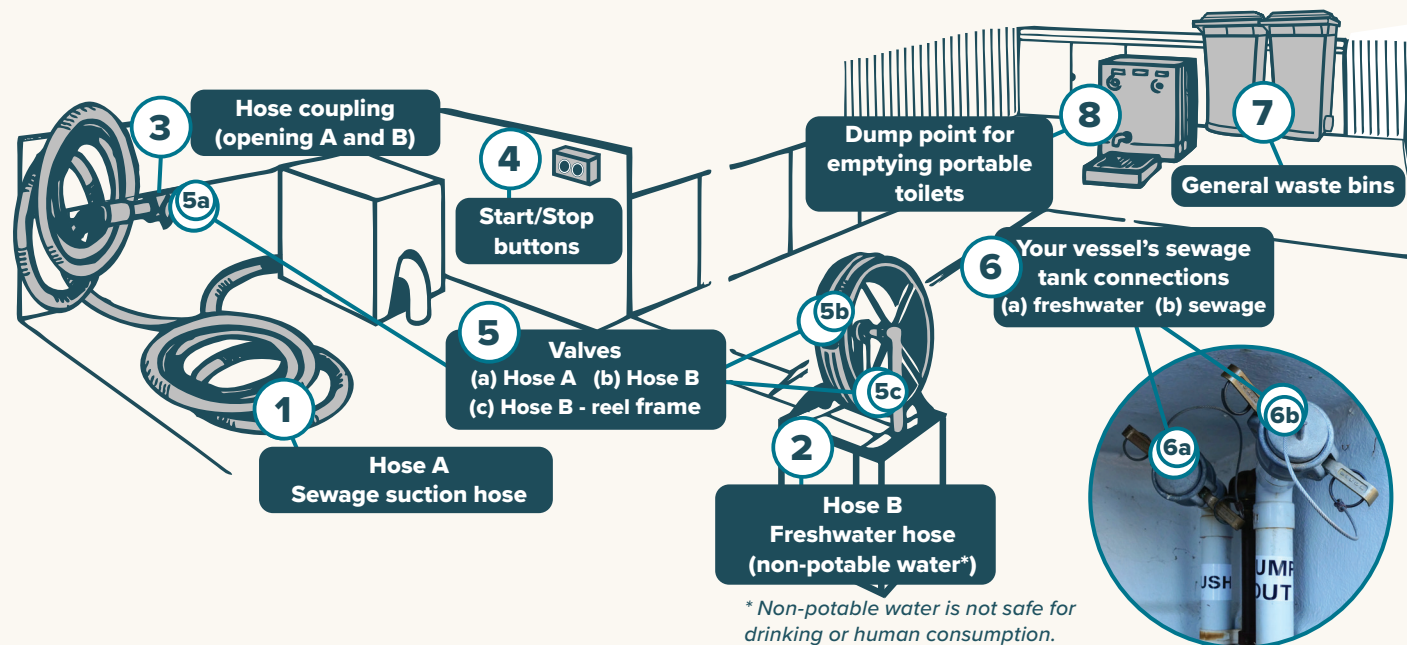 3
Hose coupling
(opening A and B)
5a
4
Start/Stop
buttons
Dump point for
emptying portable
toilets
8
7
General waste bins
6
Your vessel’s sewage
tank connections
(a) freshwater (b) sewage
5
Valves
(a) Hose A (b) Hose B
(c) Hose B - reel frame
5b
5c
1
Hose A
Sewage suction hose
2
Hose B
Freshwater hose
(non-potable water*)
* Non-potable water is not safe for
drinking or human consumption.
6a
6b
USH
UMP
OUT